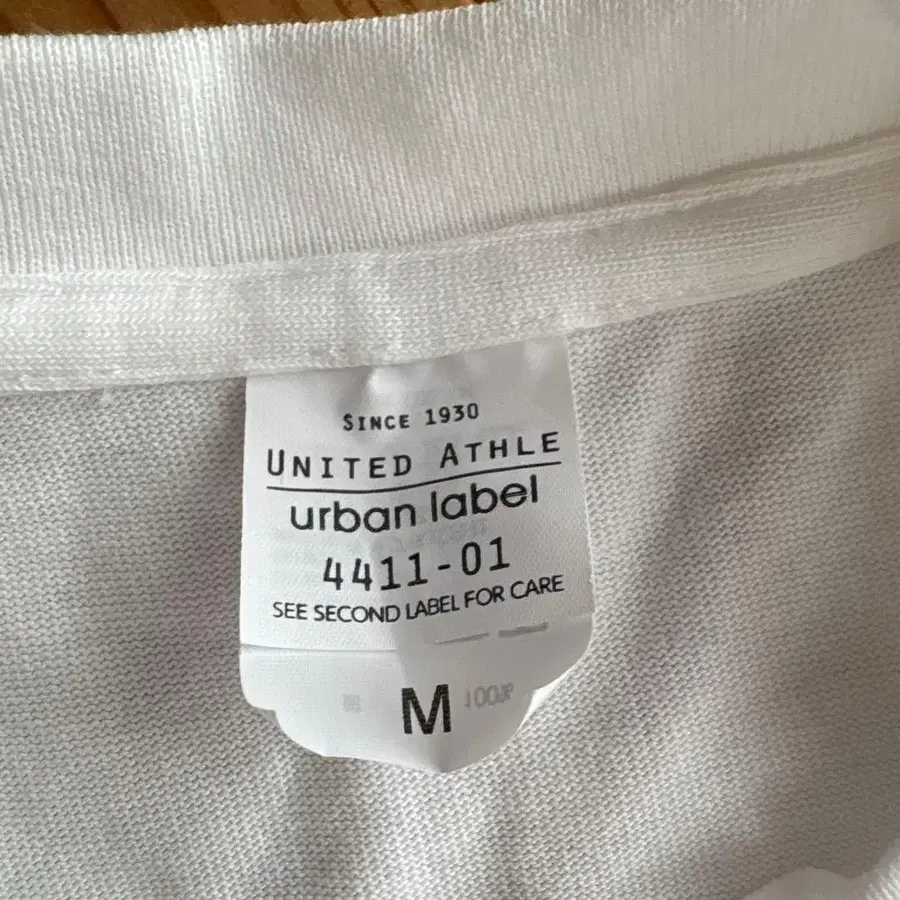 SINCE 1930
UNITED ATHLE
urban label
4411-01
SEE SECOND LABEL FOR CARE
M